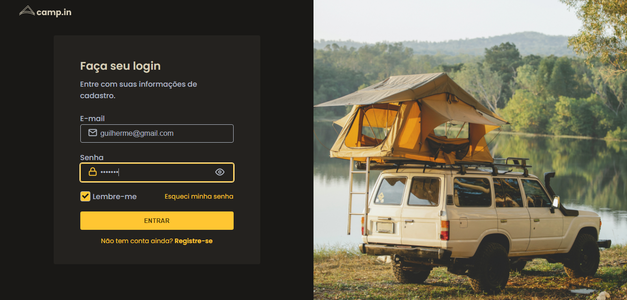 camp.in
Faça seu login
Entre com suas informações de
cadastro.
E-mail
guilherme@gmail.com
Senha
•••••••
Lembre-me Esqueci minha senha
ENTRAR
Não tem conta ainda? Registre-se